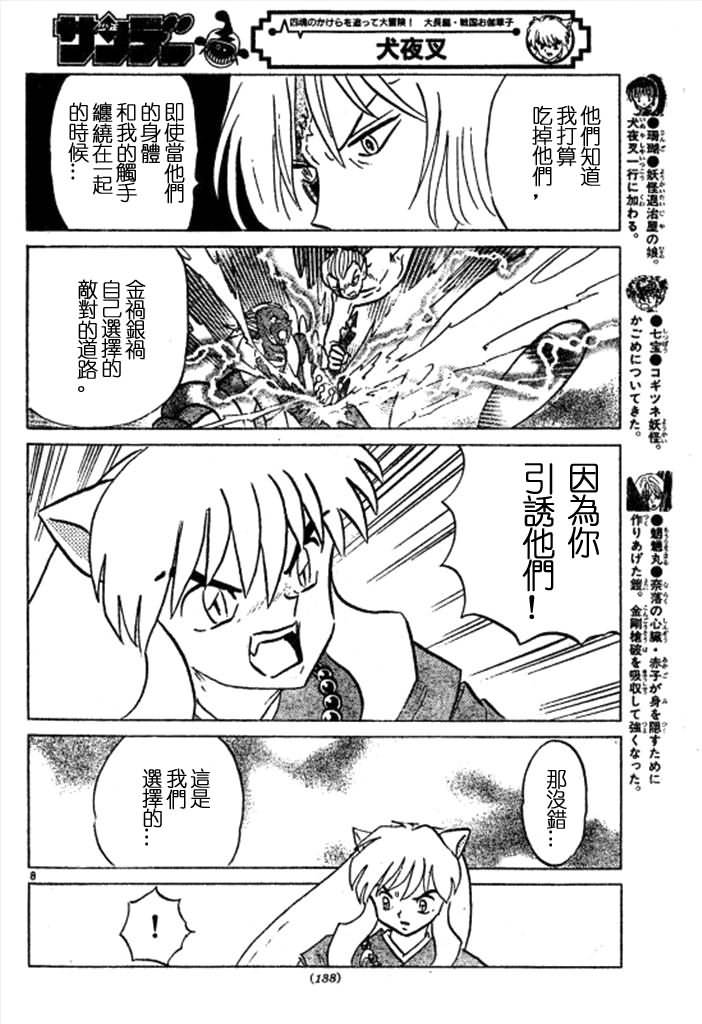 サンデー
四魂のかけらを追って大冒険！　大長編・戦国お伽草子
犬夜叉
他們知道
我打算
吃掉他們，
即使當他們
的身體
和我的觸手
纏繞在一起
的時候…
金禍銀禍
自己選擇的
敵對的道路。
因為你
引誘他們！
那沒錯…
這是
我們
選擇的…
！
●珊瑚●妖怪退治屋の娘。
犬夜叉一行に加わる。
●七宝●コギツネ妖怪。
かごめについてきた。
●魍魎丸●奈落の心臓・赤子が身を隠すために
作りあげた鎧。金剛槍破を吸収して強くなった。
8
(138)